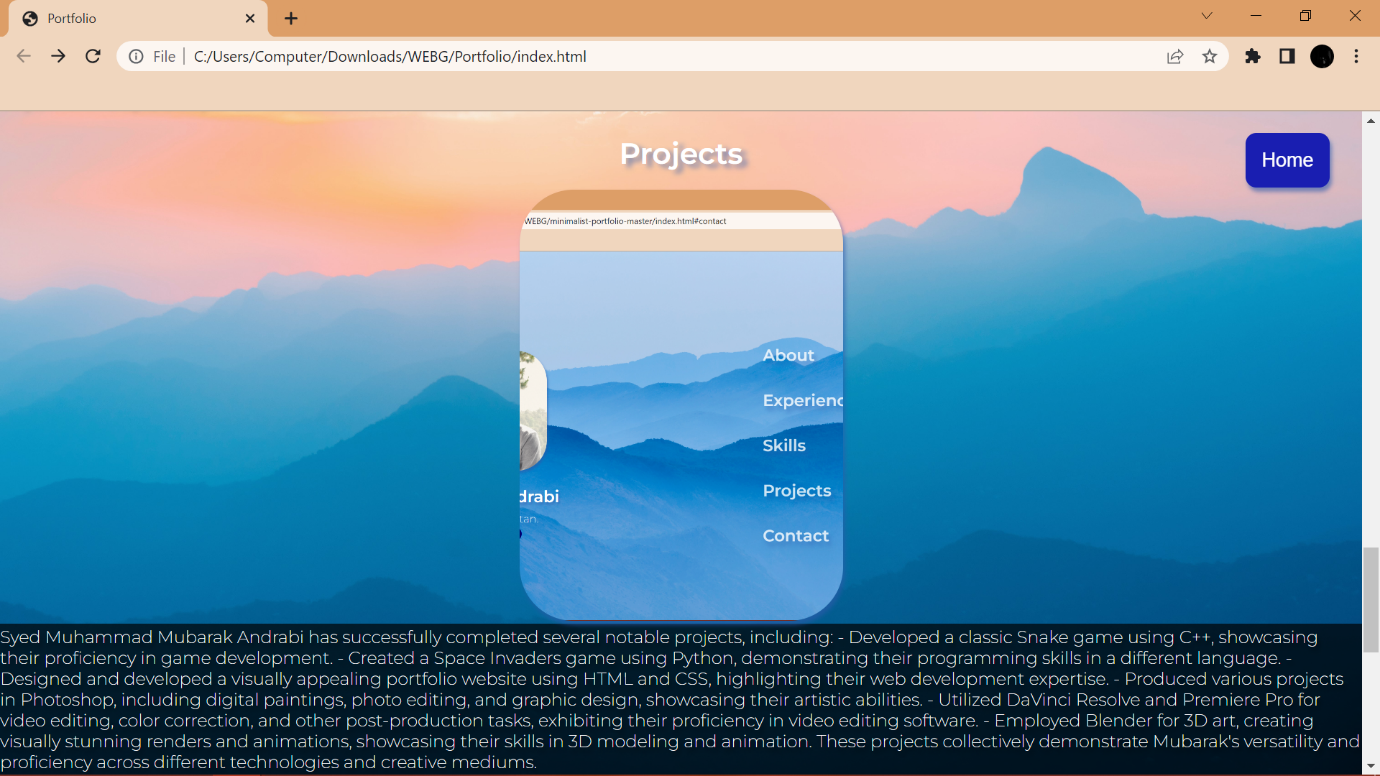 Portfolio
File
C:/Users/Computer/Downloads/WEBG/Portfolio/index.html
Projects
Home
WEBG/minimalist-portfolio-master/index.html#contact
About
Experienc
Skills
Projects
drabi
tan.
Contact
Syed Muhammad Mubarak Andrabi has successfully completed several notable projects, including: - Developed a classic Snake game using C++, showcasing
their proficiency in game development. - Created a Space Invaders game using Python, demonstrating their programming skills in a different language. -
Designed and developed a visually appealing portfolio website using HTML and CSS, highlighting their web development expertise. - Produced various projects
in Photoshop, including digital paintings, photo editing, and graphic design, showcasing their artistic abilities. - Utilized DaVinci Resolve and Premiere Pro for
video editing, color correction, and other post-production tasks, exhibiting their proficiency in video editing software. - Employed Blender for 3D art, creating
visually stunning renders and animations, showcasing their skills in 3D modeling and animation. These projects collectively demonstrate Mubarak's versatility and
proficiency across different technologies and creative mediums.